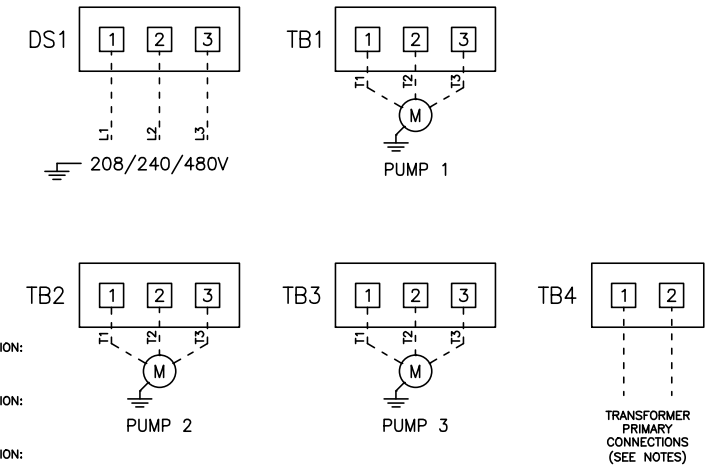 DS1 1 2 3
L1 L2 L3
208/240/480V
TB1 1 2 3
T1 T2 T3
M
PUMP 1
TB2 1 2 3
T1 T2 T3
M
PUMP 2
TB3 1 2 3
T1 T2 T3
M
PUMP 3
TB4 1 2
TRANSFORMER
PRIMARY
CONNECTIONS
(SEE NOTES)
ION:
ION:
ION: